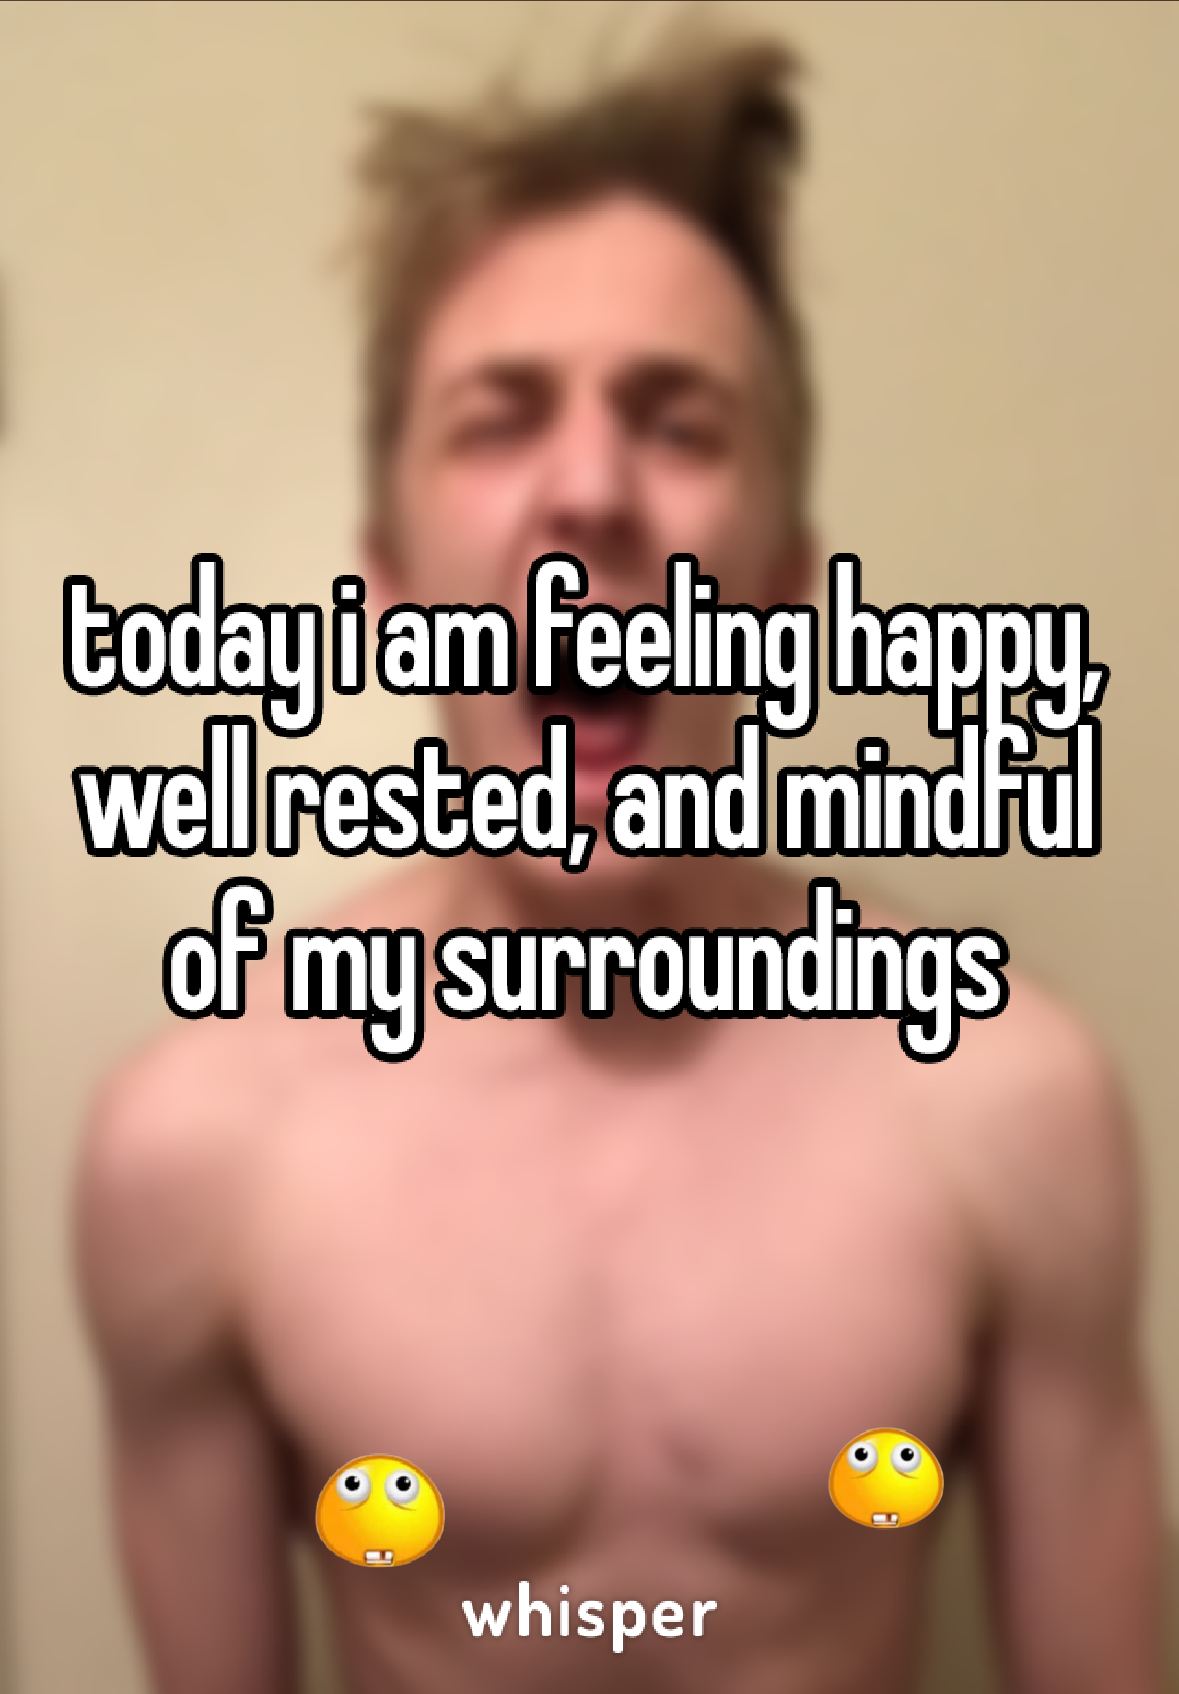 today i am feeling happy,
well rested, and mindful
of my surroundings
whisper